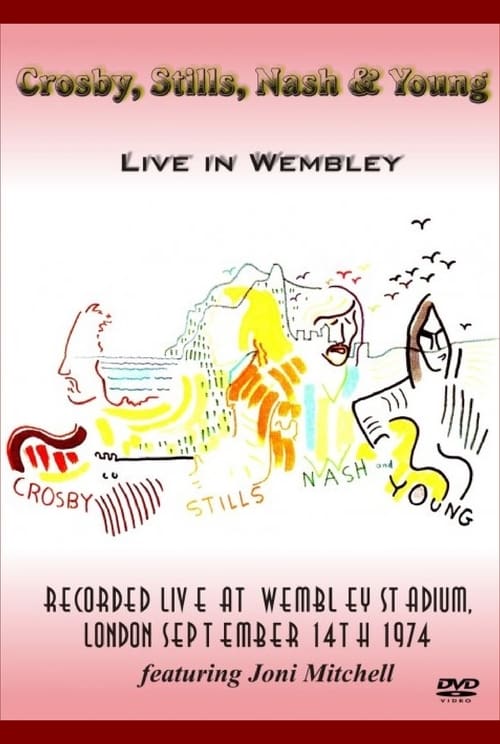 Crosby, Stills, Nash & Young
LIVE IN WEMBLEY
CROSBY
STILLS
NASH and
YOUNG
RECORDED LIVE AT WEMBLEY STADIUM,
LONDON SEPTEMBER 14TH 1974
featuring Joni Mitchell
DVD
VIDEO